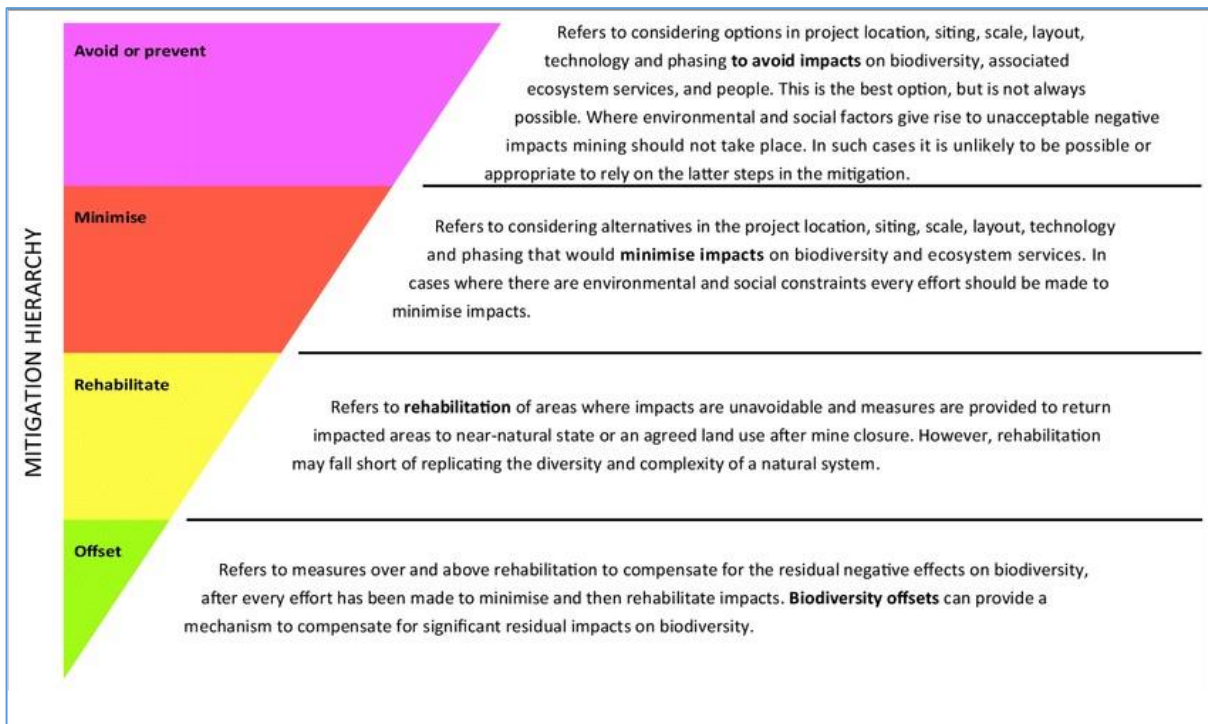 MITIGATION HIERARCHY
Avoid or prevent
Refers to considering options in project location, siting, scale, layout,
technology and phasing to avoid impacts on biodiversity, associated
ecosystem services, and people. This is the best option, but is not always
possible. Where environmental and social factors give rise to unacceptable negative
impacts mining should not take place. In such cases it is unlikely to be possible or
appropriate to rely on the latter steps in the mitigation.
Minimise
Refers to considering alternatives in the project location, siting, scale, layout, technology
and phasing that would minimise impacts on biodiversity and ecosystem services. In
cases where there are environmental and social constraints every effort should be made to
minimise impacts.
Rehabilitate
Refers to rehabilitation of areas where impacts are unavoidable and measures are provided to return
impacted areas to near-natural state or an agreed land use after mine closure. However, rehabilitation
may fall short of replicating the diversity and complexity of a natural system.
Offset
Refers to measures over and above rehabilitation to compensate for the residual negative effects on biodiversity,
after every effort has been made to minimise and then rehabilitate impacts. Biodiversity offsets can provide a
mechanism to compensate for significant residual impacts on biodiversity.